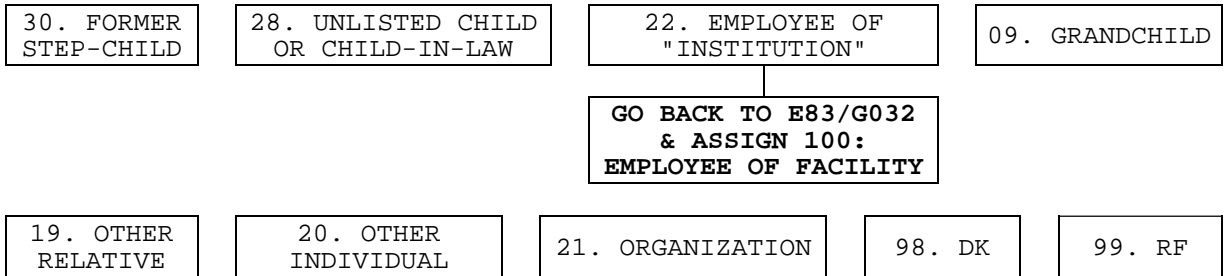 30. FORMER
STEP-CHILD
28. UNLISTED CHILD
OR CHILD-IN-LAW
22. EMPLOYEE OF
"INSTITUTION"
09. GRANDCHILD
GO BACK TO E83/G032
& ASSIGN 100:
EMPLOYEE OF FACILITY
19. OTHER
RELATIVE
20. OTHER
INDIVIDUAL
21. ORGANIZATION
98. DK
99. RF